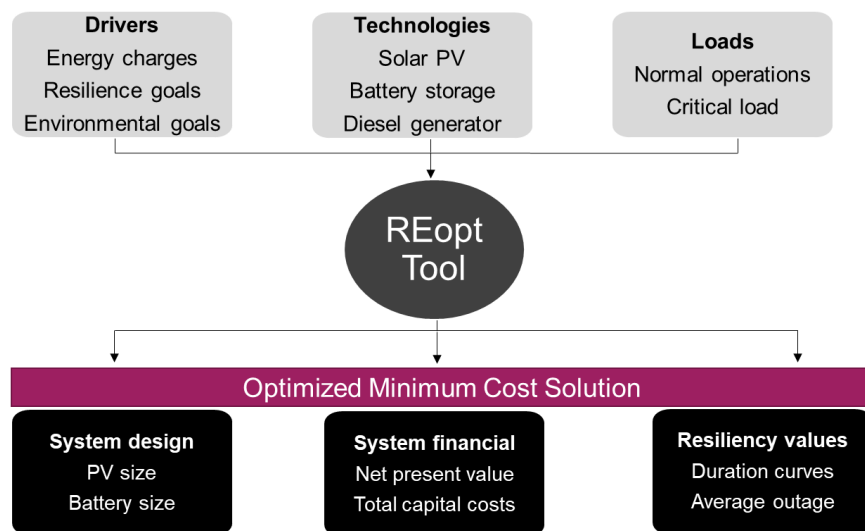 Drivers
Energy charges
Resilience goals
Environmental goals
Technologies
Solar PV
Battery storage
Diesel generator
Loads
Normal operations
Critical load
REopt
Tool
Optimized Minimum Cost Solution
System design
PV size
Battery size
System financial
Net present value
Total capital costs
Resiliency values
Duration curves
Average outage